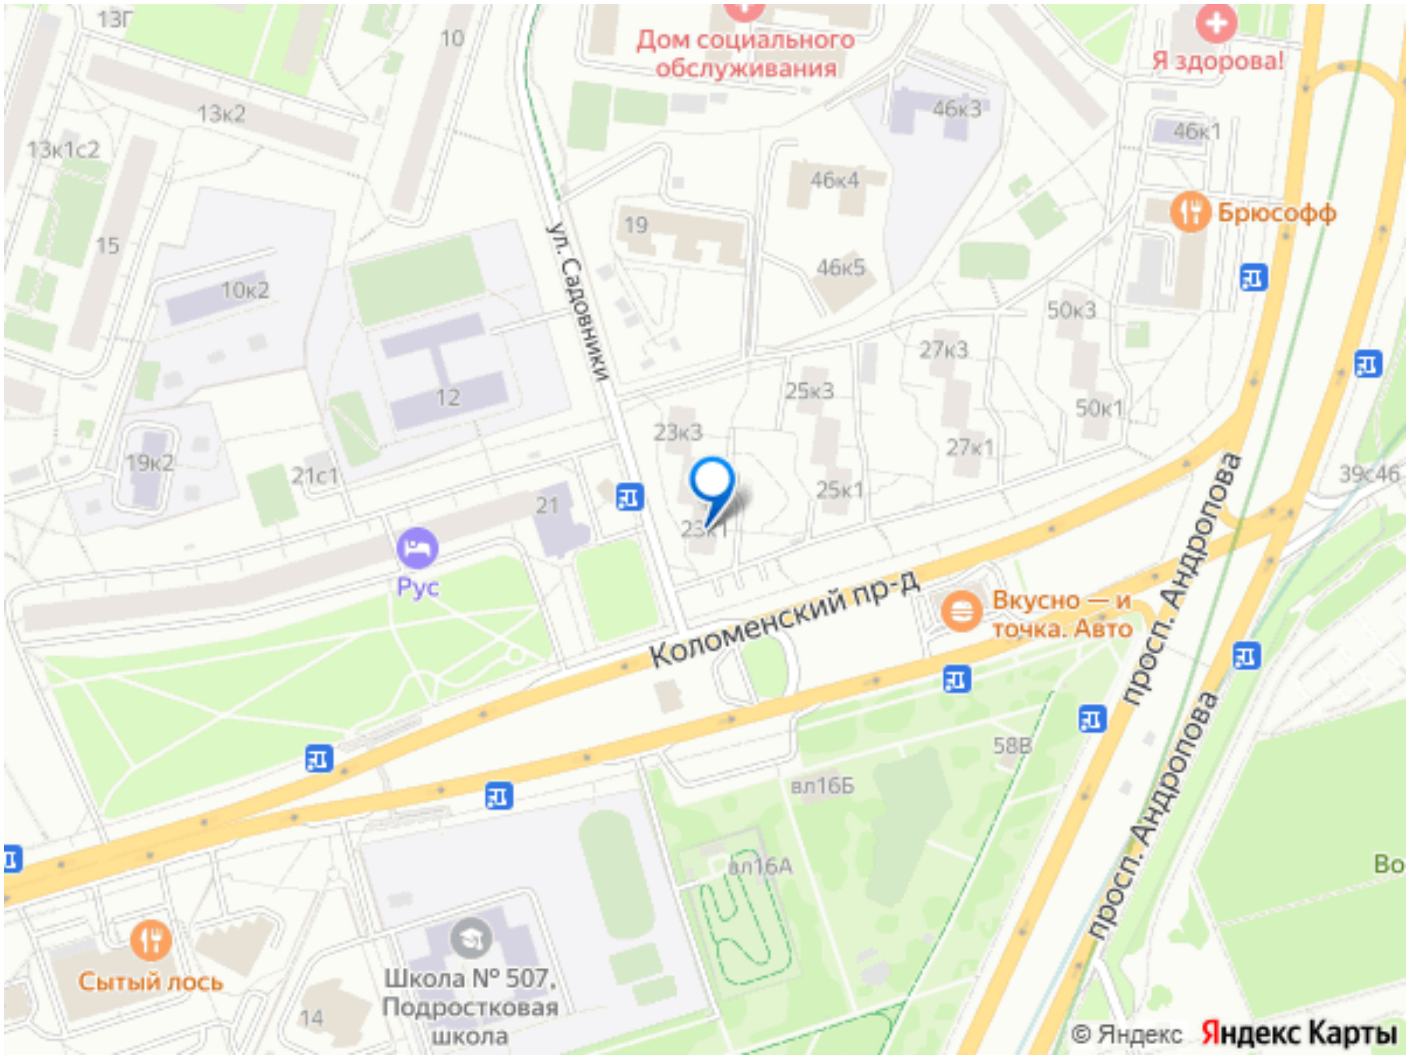 13Г
10
Дом социального
обслуживания
Я здорова!
13к2
46к3
46к1
13к1с2
46к4
Брюсофф
15
19
ул. Садовники
46к5
10к2
50к3
27к3
12
25к3
50к1
23к3
27к1
19к2
21с1
25к1
39с46
21
23к1
просп. Андропова
Рус
Коломенский пр-д
Вкусно — и
точка. Авто
просп. Андропова
58В
вл16Б
вл16А
Во
Сытый лось
Школа № 507,
Подростковая
школа
14
© Яндекс Яндекс Карты